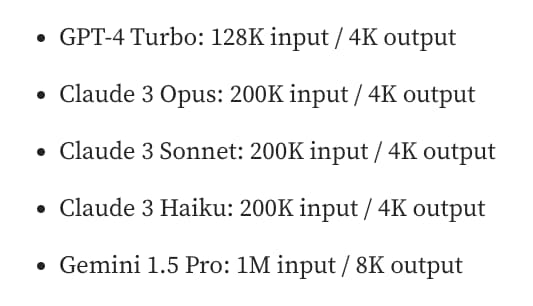 • GPT-4 Turbo: 128K input / 4K output
• Claude 3 Opus: 200K input / 4K output
• Claude 3 Sonnet: 200K input / 4K output
• Claude 3 Haiku: 200K input / 4K output
• Gemini 1.5 Pro: 1M input / 8K output